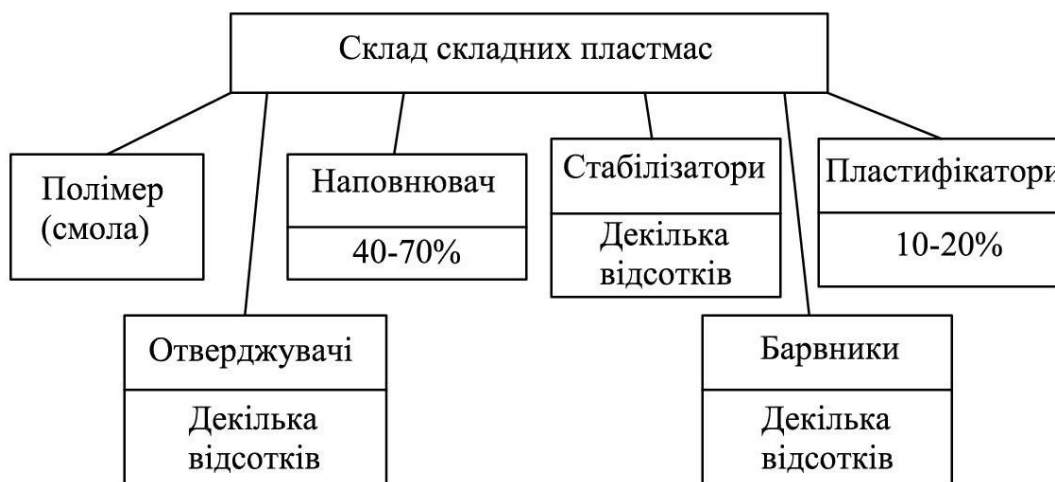 Склад складних пластмас
Полімер
(смола)
Наповнювач
40-70%
Стабілізатори
Декілька
відсотків
Пластифікатори
10-20%
Отверджувачі
Декілька
відсотків
Барвники
Декілька
відсотків